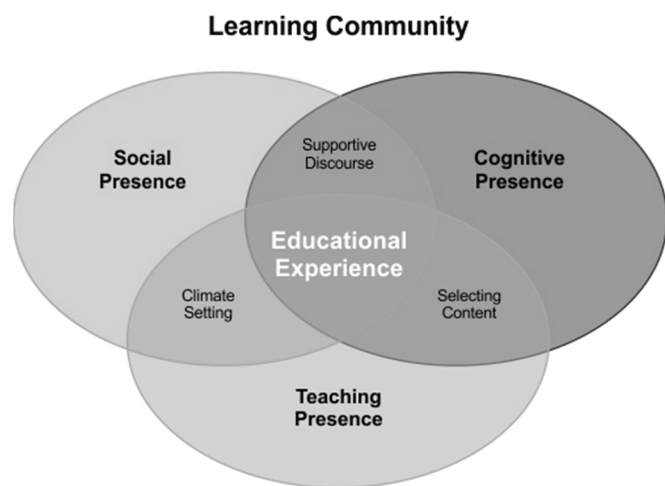 Learning Community
Social
Presence
Supportive
Discourse
Cognitive
Presence
Educational
Experience
Climate
Setting
Selecting
Content
Teaching
Presence